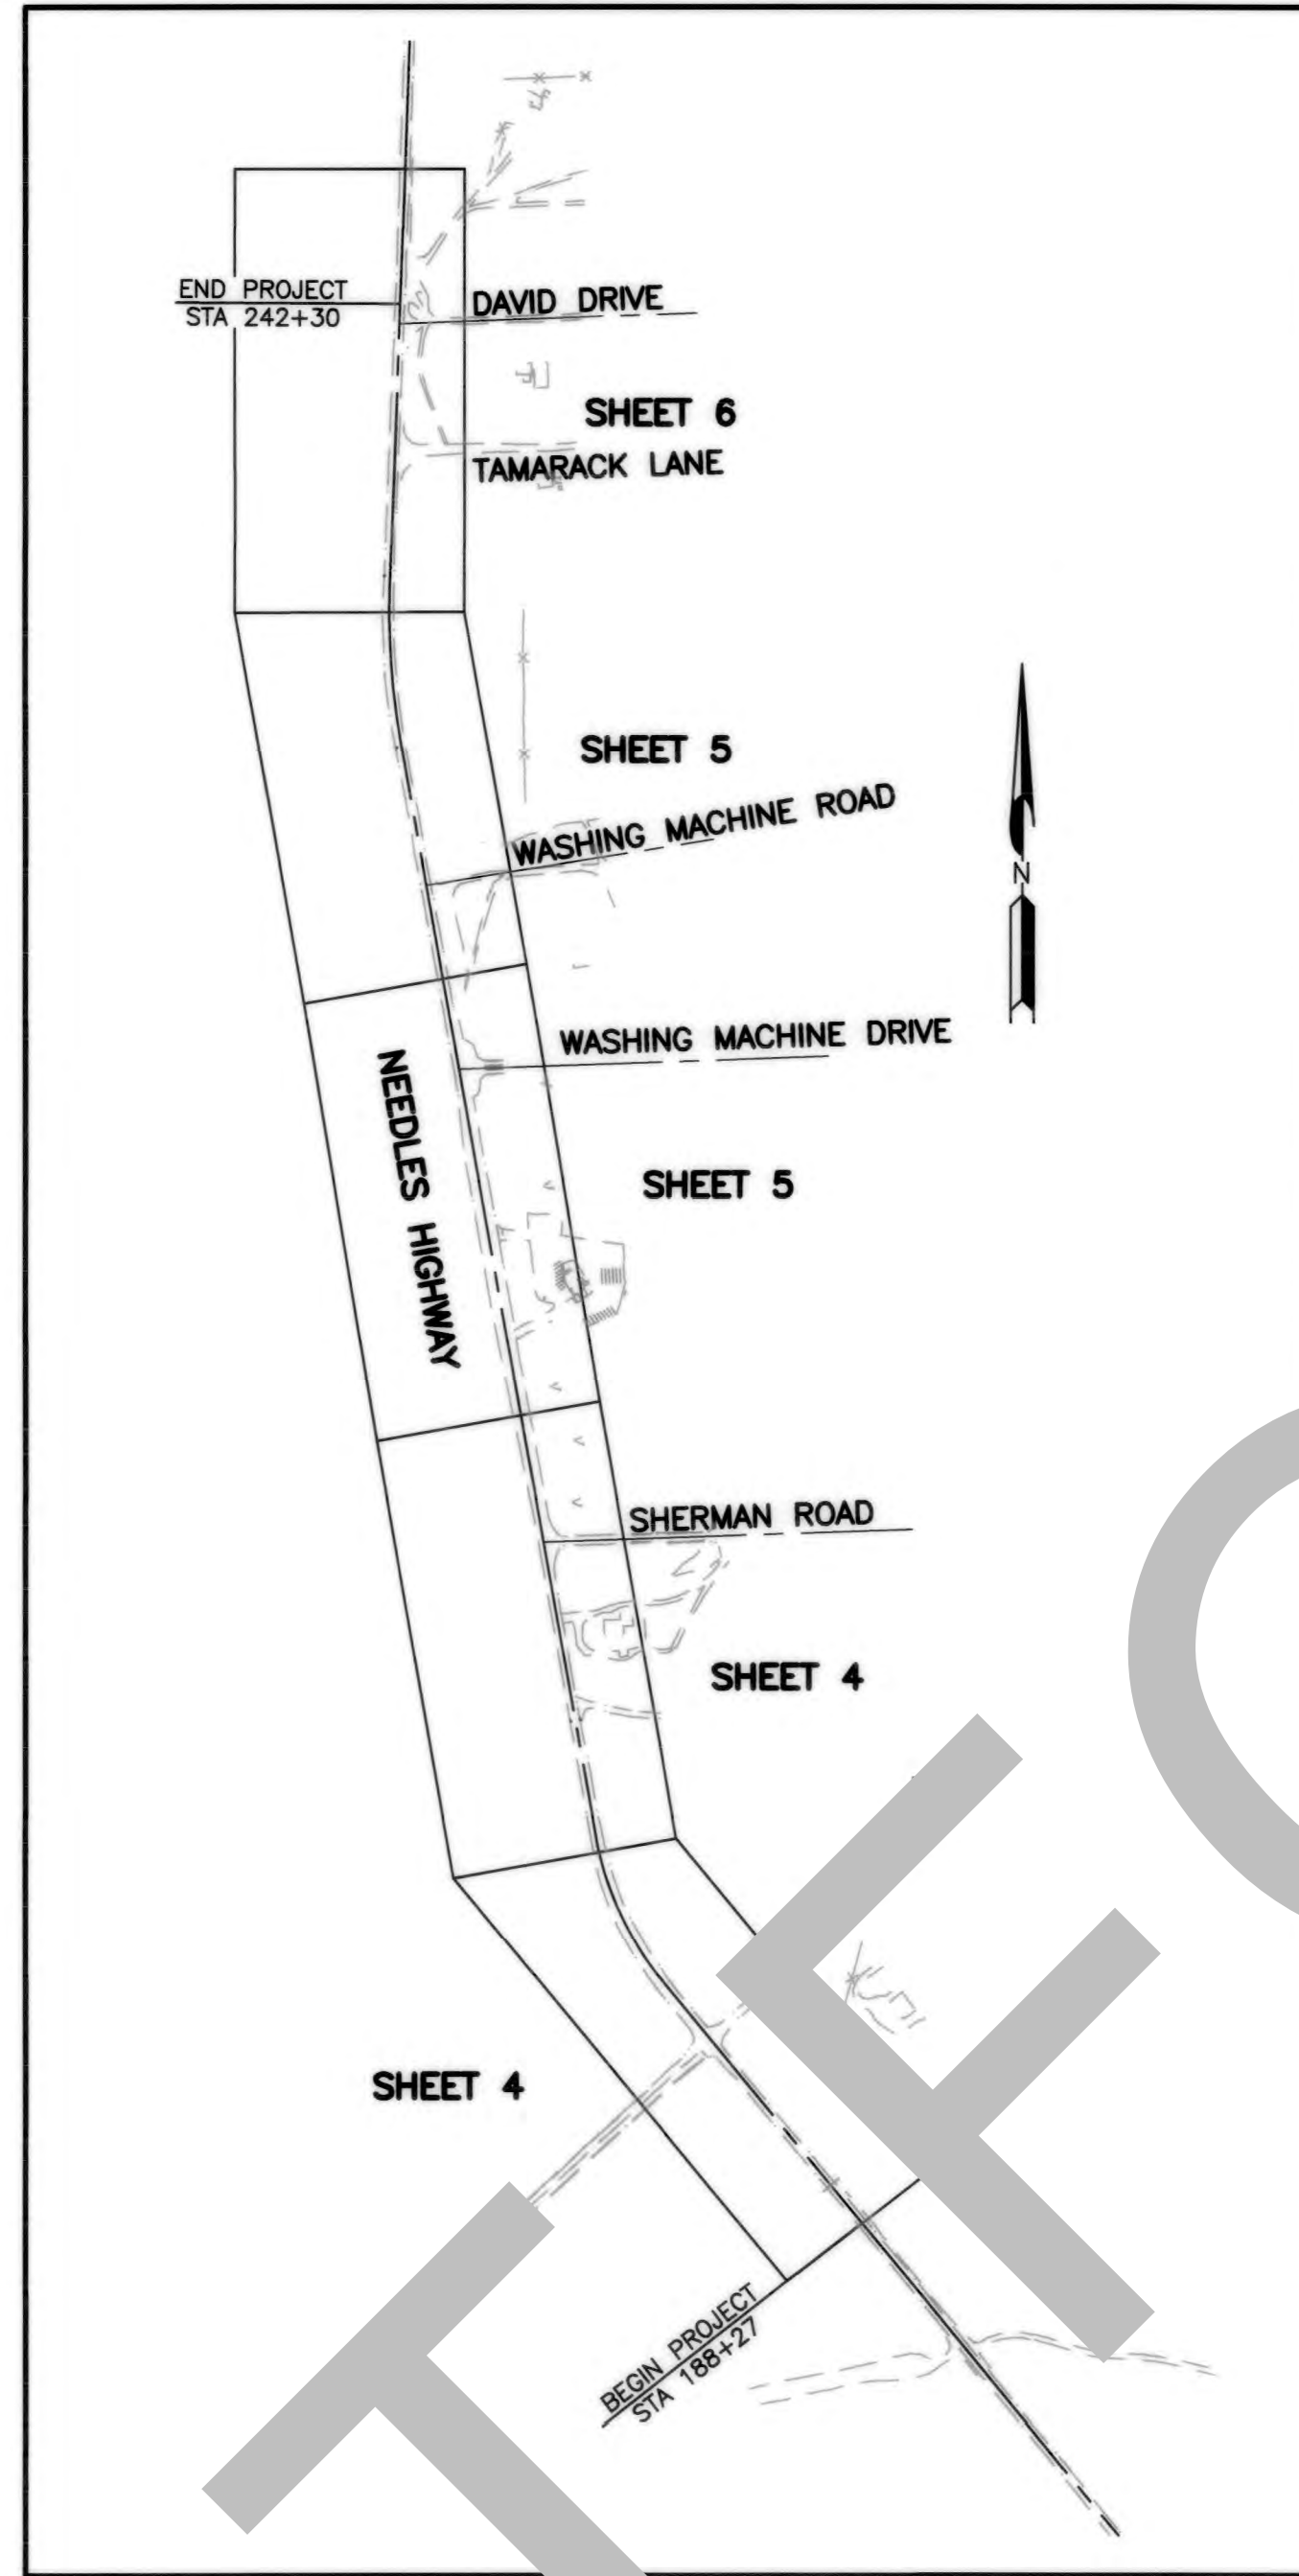 END PROJECT
STA 242+30
DAVID DRIVE
SHEET 6
TAMARACK LANE
SHEET 5
WASHING MACHINE ROAD
N
WASHING MACHINE DRIVE
NEEDLES HIGHWAY
SHEET 5
SHERMAN ROAD
SHEET 4
SHEET 4
BEGIN PROJECT
STA 188+27